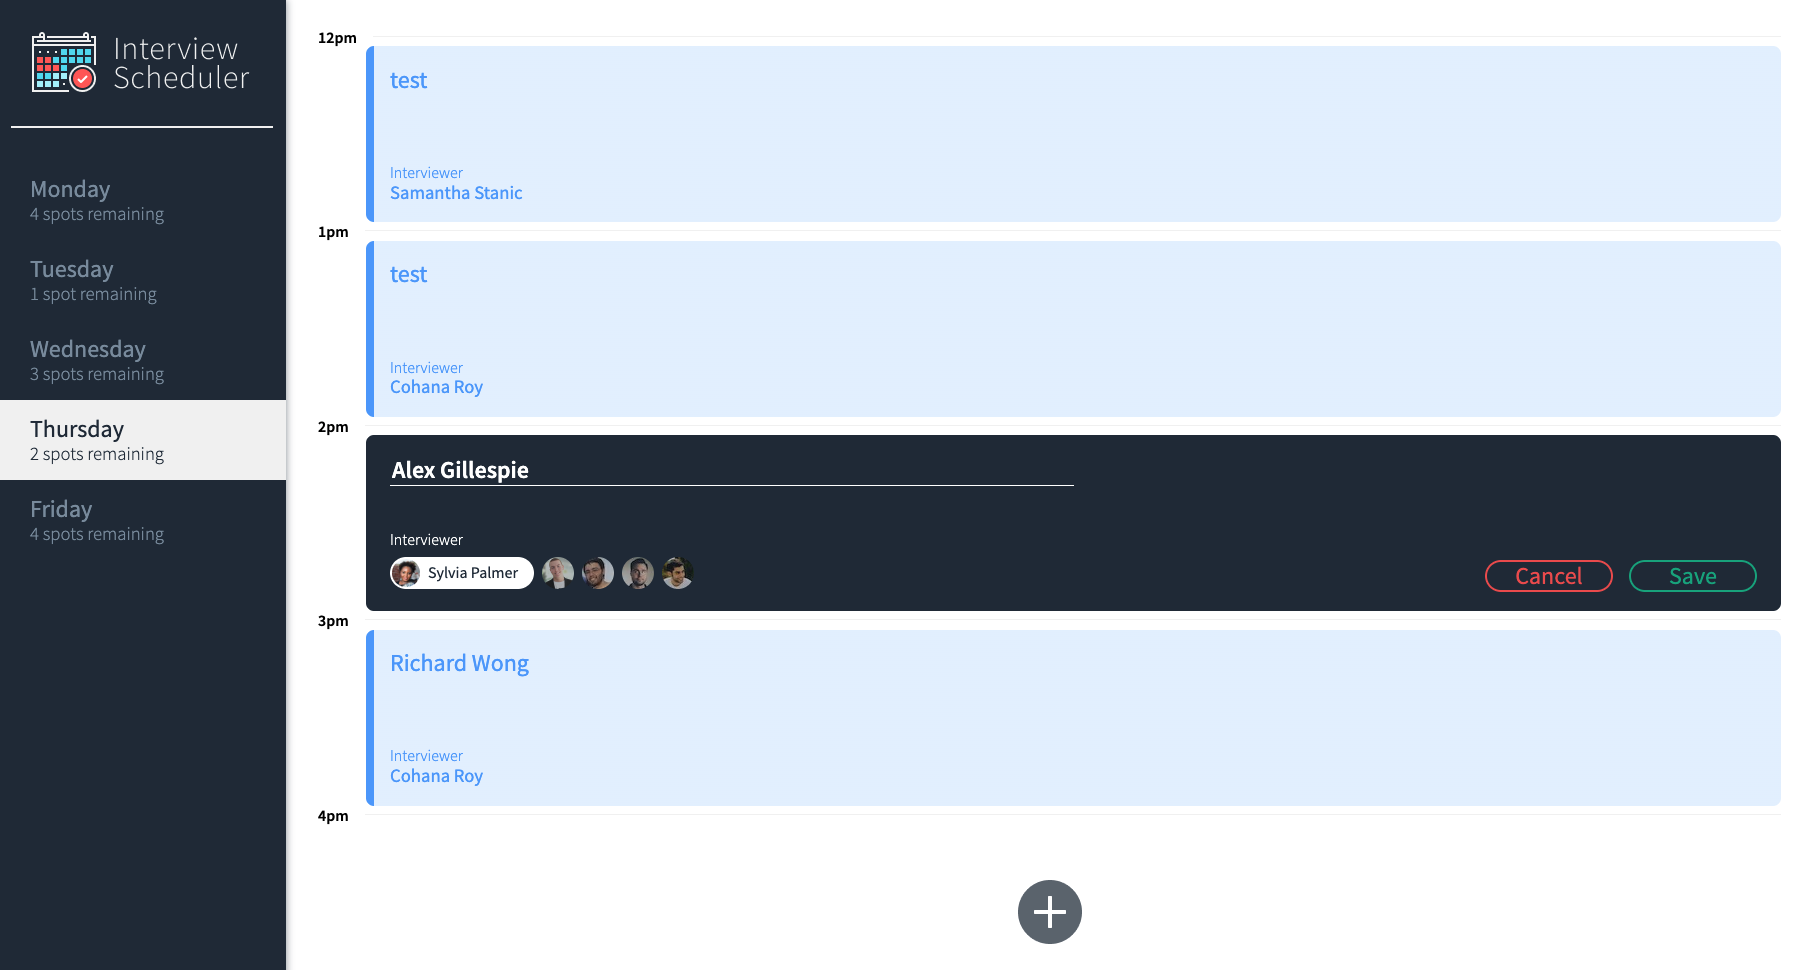 Interview
Scheduler
Monday
4 spots remaining
Tuesday
1 spot remaining
Wednesday
3 spots remaining
Thursday
2 spots remaining
Friday
4 spots remaining
12pm
test
Interviewer
Samantha Stanic
1pm
test
Interviewer
Cohana Roy
2pm
Alex Gillespie
Interviewer
Sylvia Palmer
Cancel
Save
3pm
Richard Wong
Interviewer
Cohana Roy
4pm